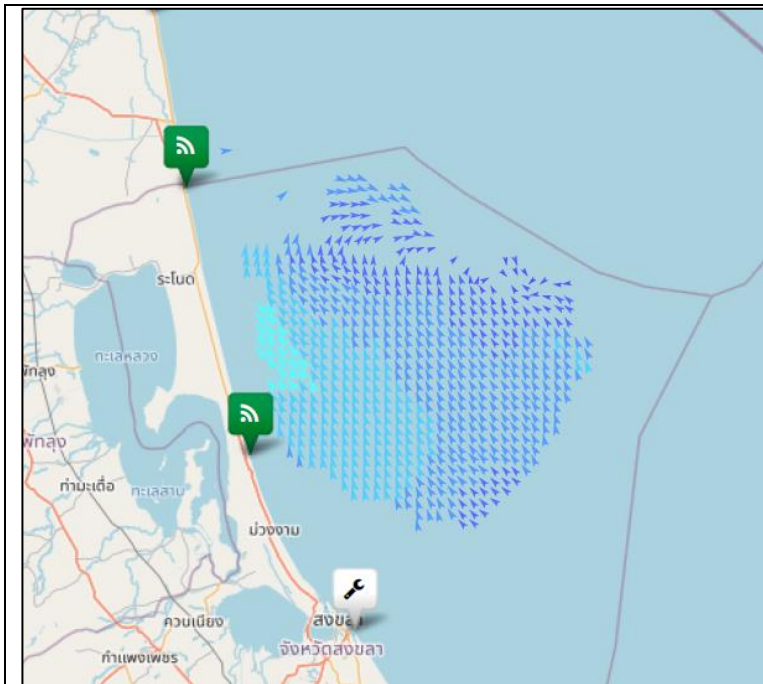 ระโนด
ทะเลหลวง
พัทลุง
พัทลุง
ท่ามะเดื่อ
ทะเลสาบ
ม่วงงาม
ควนเนียง
สงขลา
จังหวัดสงขลา
กำแพงเพชร